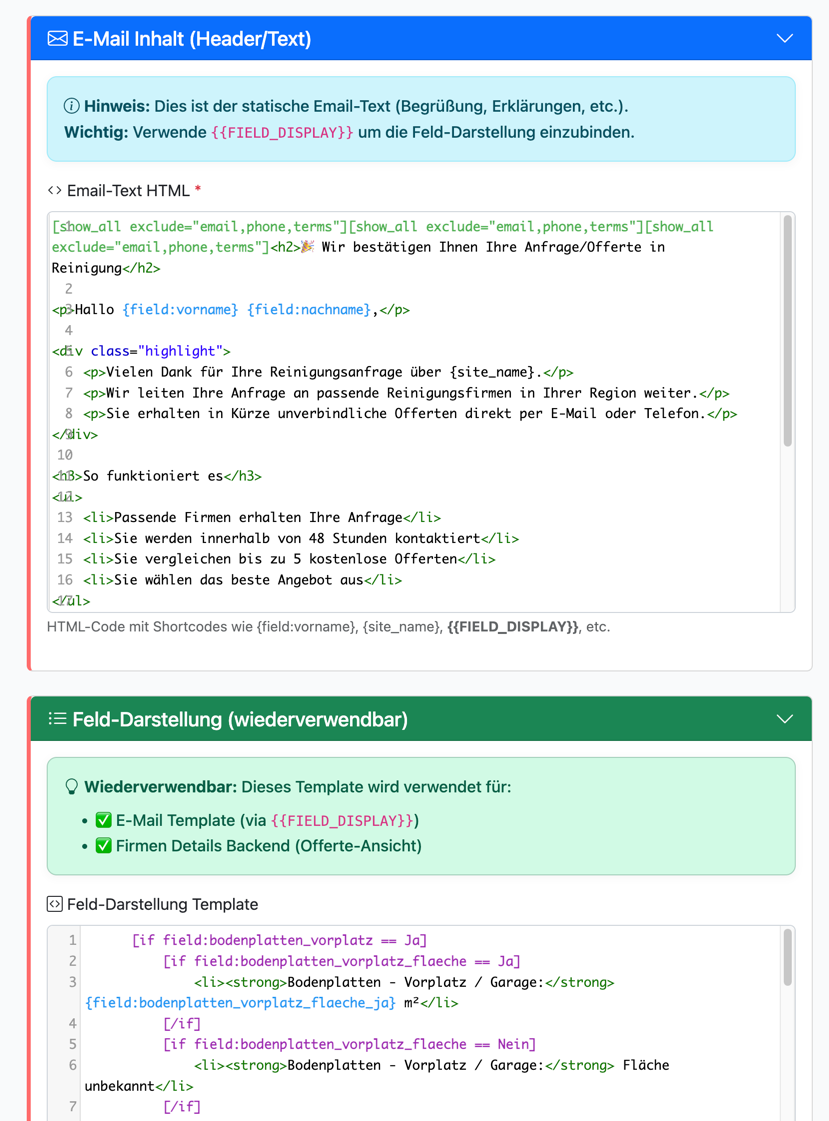 E-Mail Inhalt (Header/Text)
Hinweis: Dies ist der statische Email-Text (Begrüßung, Erklärungen, etc.).
Wichtig: Verwende {{FIELD_DISPLAY}} um die Feld-Darstellung einzubinden.
<> Email-Text HTML *
[show_all exclude="email,phone,terms"][show_all exclude="email,phone,terms"][show_all
exclude="email,phone,terms"]<h2>🎉 Wir bestätigen Ihnen Ihre Anfrage/Offerte in
Reinigung</h2>
2
<p>Hallo {field:vorname} {field:nachname},</p>
4
<div class="highlight">
6 <p>Vielen Dank für Ihre Reinigungsanfrage über {site_name}.</p>
7 <p>Wir leiten Ihre Anfrage an passende Reinigungsfirmen in Ihrer Region weiter.</p>
8 <p>Sie erhalten in Kürze unverbindliche Offerten direkt per E-Mail oder Telefon.</p>
</div>
10
<h3>So funktioniert es</h3>
<ul>
13 <li>Passende Firmen erhalten Ihre Anfrage</li>
14 <li>Sie werden innerhalb von 48 Stunden kontaktiert</li>
15 <li>Sie vergleichen bis zu 5 kostenlose Offerten</li>
16 <li>Sie wählen das beste Angebot aus</li>
</ul>
HTML-Code mit Shortcodes wie {field:vorname}, {site_name}, {{FIELD_DISPLAY}}, etc.
Feld-Darstellung (wiederverwendbar)
Wiederverwendbar: Dieses Template wird verwendet für:
• ✅ E-Mail Template (via {{FIELD_DISPLAY}})
• ✅ Firmen Details Backend (Offerte-Ansicht)
<> Feld-Darstellung Template
1 [if field:bodenplatten_vorplatz == Ja]
2 [if field:bodenplatten_vorplatz_flaeche == Ja]
3 <li><strong>Bodenplatten - Vorplatz / Garage:</strong>
{field:bodenplatten_vorplatz_flaeche_ja} m²</li>
4 [/if]
5 [if field:bodenplatten_vorplatz_flaeche == Nein]
6 <li><strong>Bodenplatten - Vorplatz / Garage:</strong> Fläche
unbekannt</li>
7 [/if]